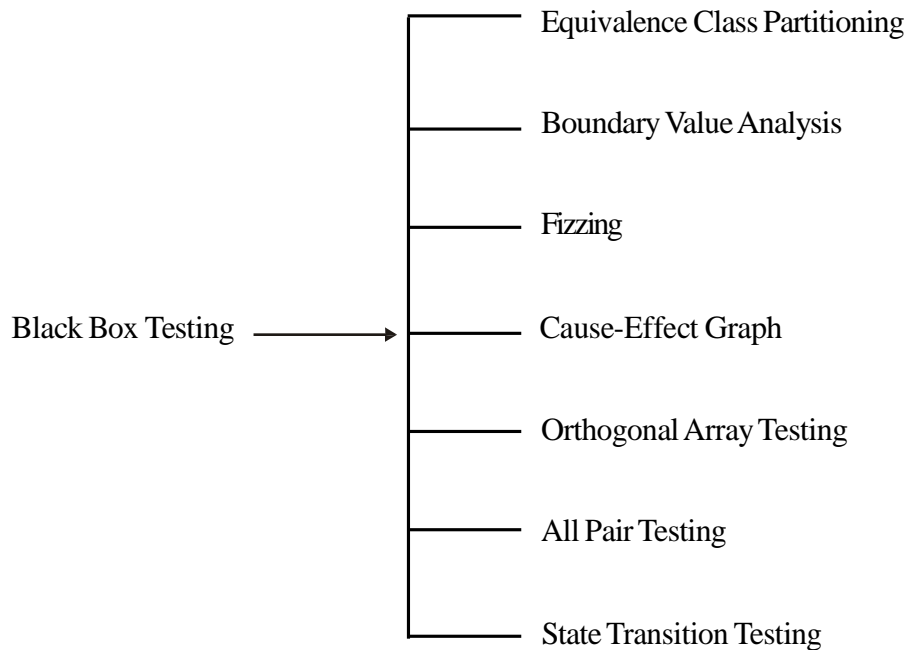 Equivalence Class Partitioning
Boundary Value Analysis
Fizzing
Black Box Testing
Cause-Effect Graph
Orthogonal Array Testing
All Pair Testing
State Transition Testing